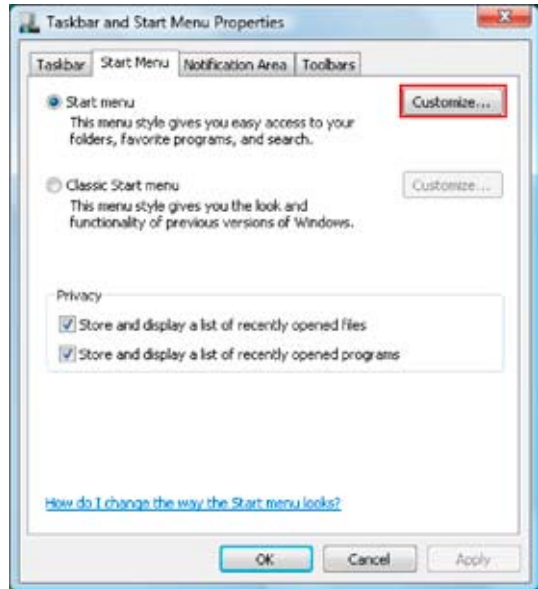 Taskbar and Start Menu Properties
Taskbar Start Menu Notification Area Toolbars
Start menu Customize...
This menu style gives you easy access to your
folders, favorite programs, and search.
Classic Start menu Customize...
This menu style gives you the look and
functionality of previous versions of Windows.
Privacy
Store and display a list of recently opened files
Store and display a list of recently opened programs
How do I change the way the Start menu looks?
OK Cancel Apply